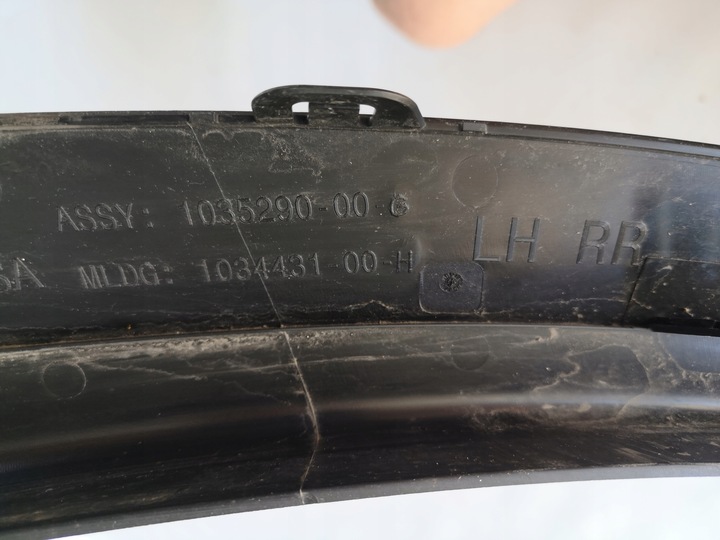 ASSY: 1035290-00-G
LH RR
SA MLDG: 1034431-00-H